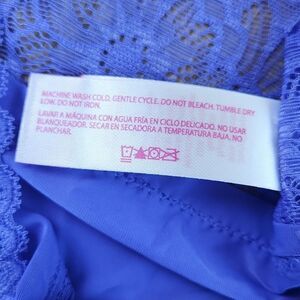 MACHINE WASH COLD, GENTLE CYCLE. DO NOT BLEACH. TUMBLE DRY
LOW. DO NOT IRON.
LAVAR A MÁQUINA CON AGUA FRÍA EN CICLO DELICADO. NO USAR
BLANQUEADOR. SECAR EN SECADORA A TEMPERATURA BAJA. NO
PLANCHAR.